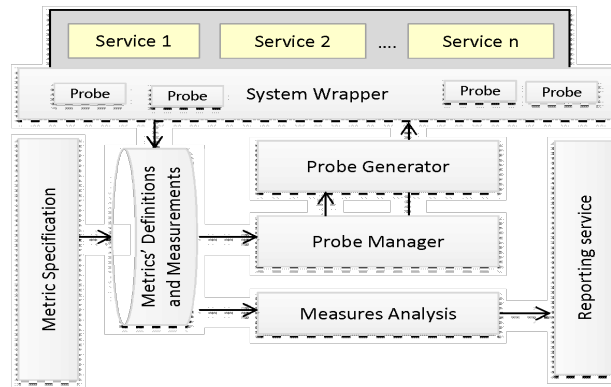 Service 1
Service 2
....
Service n
Probe
Probe
System Wrapper
Probe
Probe
Metric Specification
Metrics' Definitions
and Measurements
Probe Generator
Probe Manager
Measures Analysis
Reporting service